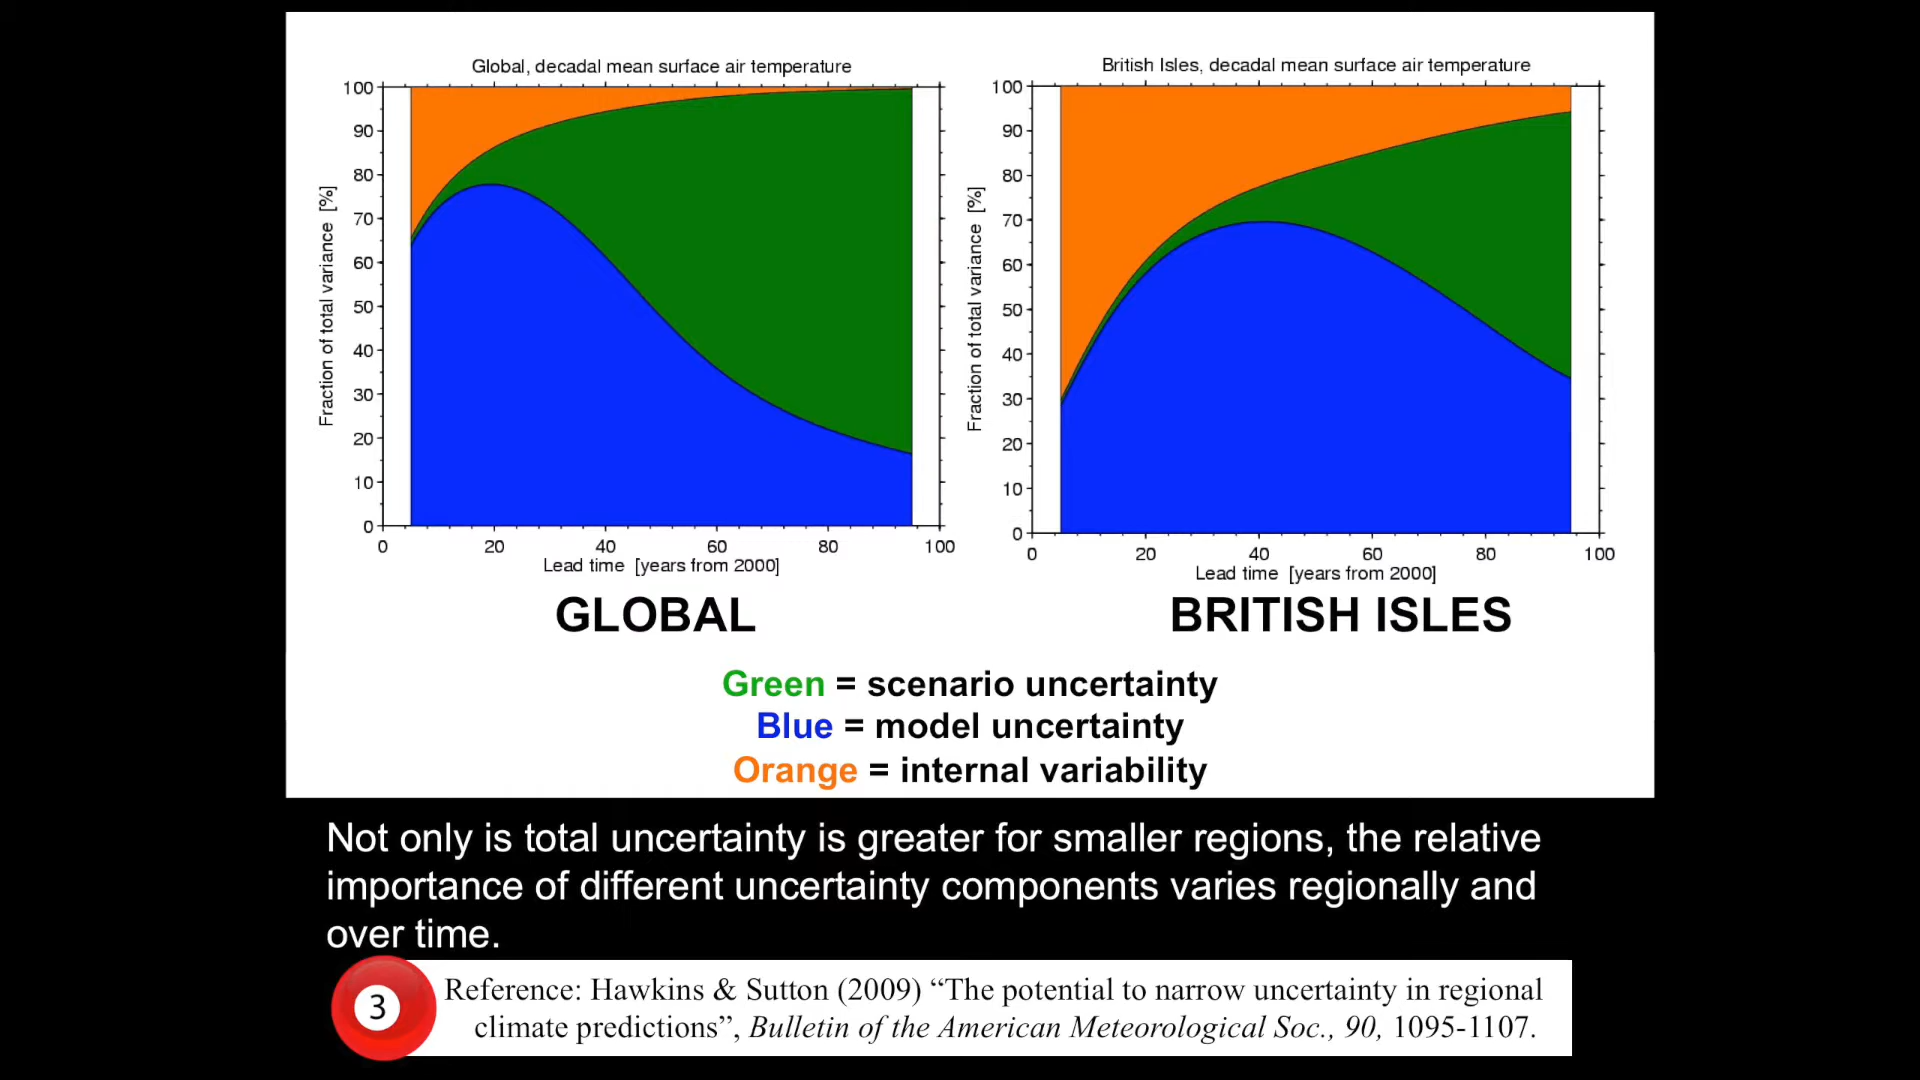 Global, decadal mean surface air temperature
100
90
80
70
60
50
40
30
20
10
0
Fraction of total variance [%]
0 20 40 60 80 100
Lead time [years from 2000]
GLOBAL
British Isles, decadal mean surface air temperature
100
90
80
70
60
50
40
30
20
10
0
Fraction of total variance [%]
0 20 40 60 80 100
Lead time [years from 2000]
BRITISH ISLES
Green = scenario uncertainty
Blue = model uncertainty
Orange = internal variability
Not only is total uncertainty is greater for smaller regions, the relative
importance of different uncertainty components varies regionally and
over time.
3
Reference: Hawkins & Sutton (2009) “The potential to narrow uncertainty in regional
climate predictions”, Bulletin of the American Meteorological Soc., 90, 1095-1107.